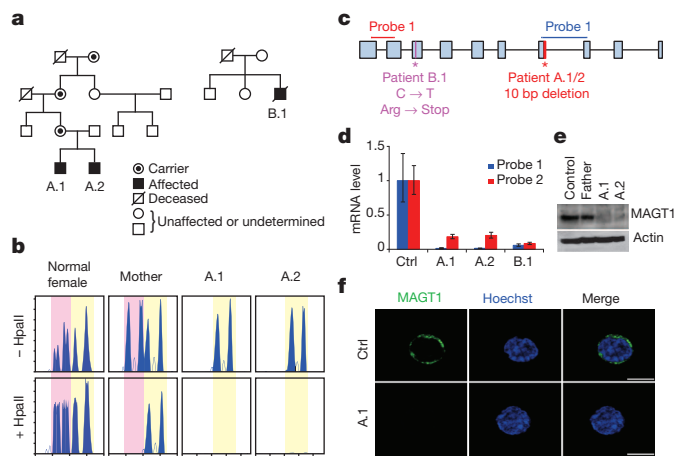 a
B.1
A.1 A.2
Carrier
Affected
Deceased
Unaffected or undetermined
b
Normal female
Mother
A.1
A.2
– HpaII
+ HpaII
c
Probe 1
Probe 1
*
*
Patient B.1
C → T
Arg → Stop
Patient A.1/2
10 bp deletion
d
mRNA level
1.5
1
0.5
0
Probe 1
Probe 2
Ctrl A.1 A.2 B.1
e
Control
Father
A.1
A.2
MAGT1
Actin
f
MAGT1 Hoechst Merge
Ctrl
A.1